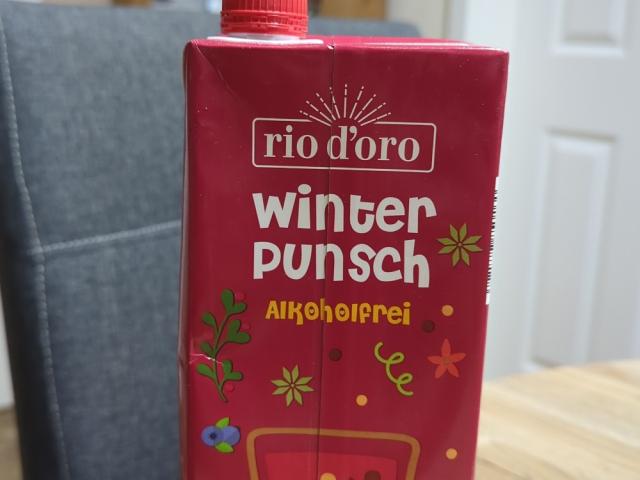 rio d'oro
winter
punsch
Alkoholfrei